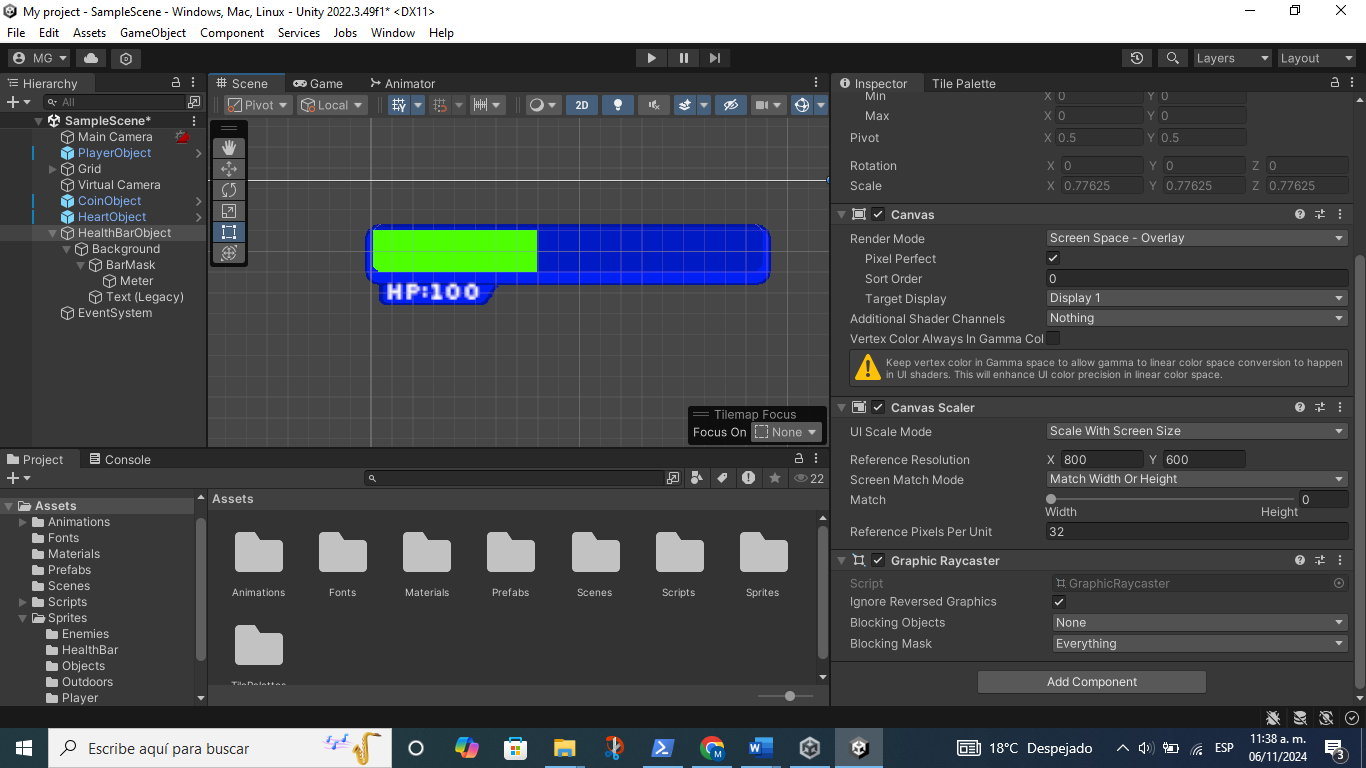 My project - SampleScene - Windows, Mac, Linux - Unity 2022.3.49f1* <DX11>
File Edit Assets GameObject Component Services Jobs Window Help
MG Layers Layout
Hierarchy
All
SampleScene*
Main Camera
PlayerObject
Grid
Virtual Camera
CoinObject
HeartObject
HealthBarObject
Background
BarMask
Meter
Text (Legacy)
EventSystem
Scene Game Animator
Pivot Local 2D
HP:100
Tilemap Focus
Focus On None
Inspector Tile Palette
Min X 0 Y 0
Max X 0 Y 0
Pivot X 0.5 Y 0.5
Rotation X 0 Y 0 Z 0
Scale X 0.77625 Y 0.77625 Z 0.77625
Canvas
Render Mode Screen Space - Overlay
Pixel Perfect
Sort Order 0
Target Display Display 1
Additional Shader Channels Nothing
Vertex Color Always In Gamma Col
Keep vertex color in Gamma space to allow gamma to linear color space conversion to happen
in UI shaders. This will enhance UI color precision in linear color space.
Canvas Scaler
UI Scale Mode Scale With Screen Size
Reference Resolution X 800 Y 600
Screen Match Mode Match Width Or Height
Match 0
Width Height
Reference Pixels Per Unit 32
Graphic Raycaster
Script GraphicRaycaster
Ignore Reversed Graphics
Blocking Objects None
Blocking Mask Everything
Add Component
Project Console
22
Assets
Animations
Fonts
Materials
Prefabs
Scenes
Scripts
Sprites
Enemies
HealthBar
Objects
Outdoors
Player
Assets
Animations Fonts Materials Prefabs Scenes Scripts Sprites
TilePalettes
Escribe aquí para buscar
18°C Despejado
ESP
11:38 a. m.
06/11/2024
3